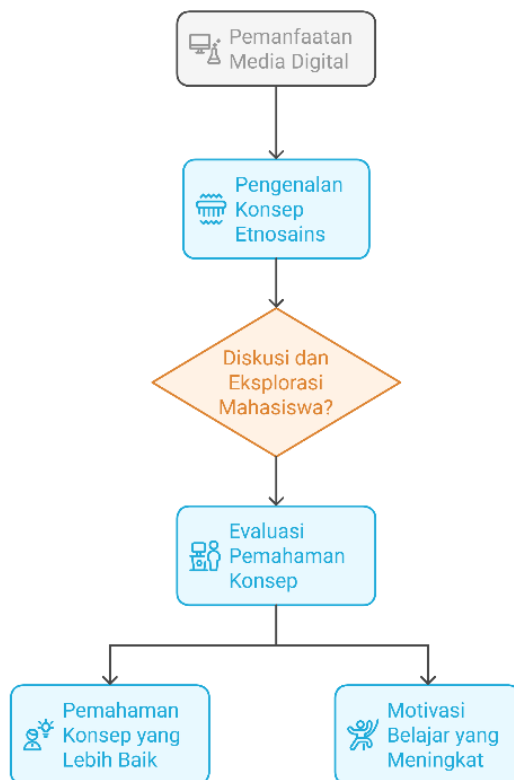 Pemanfaatan
Media Digital
Pengenalan
Konsep
Etnosains
Diskusi dan
Eksplorasi
Mahasiswa?
Evaluasi
Pemahaman
Konsep
Pemahaman
Konsep yang
Lebih Baik
Motivasi
Belajar yang
Meningkat